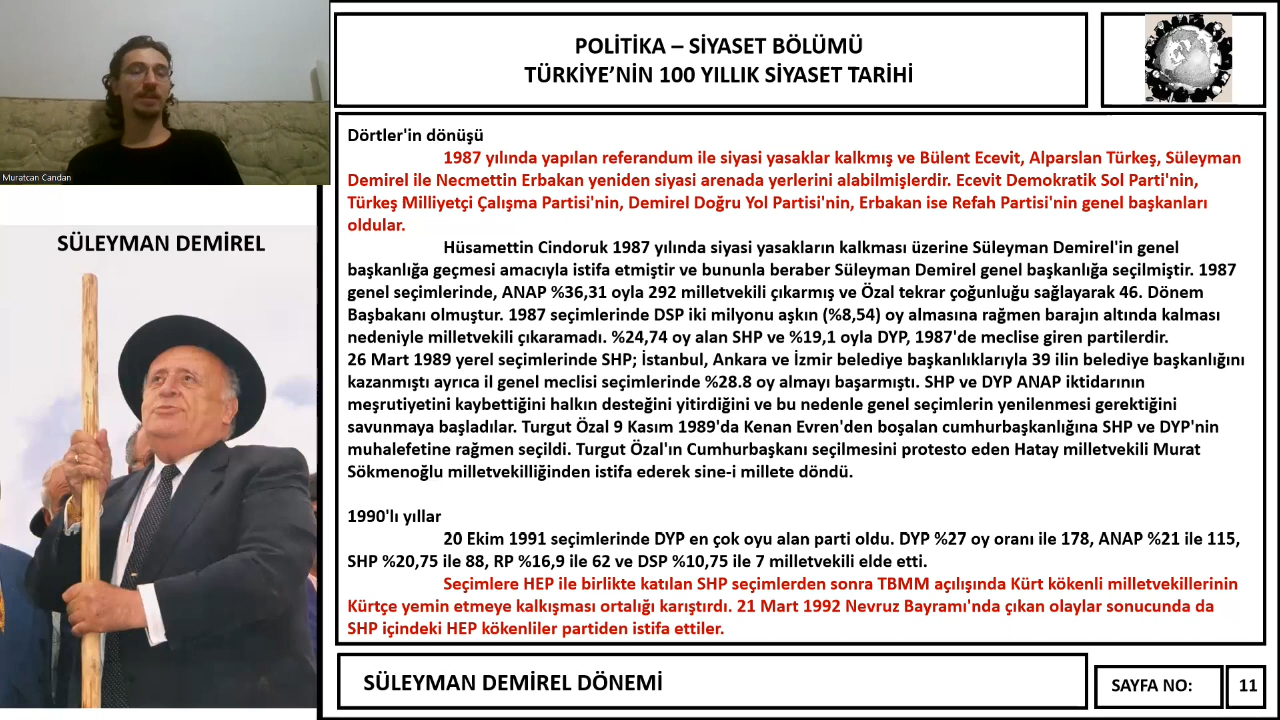 Muratcan Candan
SÜLEYMAN DEMİREL
POLİTİKA – SİYASET BÖLÜMÜ
TÜRKİYE'NİN 100 YILLIK SİYASET TARİHİ
Dörtler'in dönüşü
1987 yılında yapılan referandum ile siyasi yasaklar kalkmış ve Bülent Ecevit, Alparslan Türkeş, Süleyman
Demirel ile Necmettin Erbakan yeniden siyasi arenada yerlerini alabilmişlerdir. Ecevit Demokratik Sol Parti'nin,
Türkeş Milliyetçi Çalışma Partisi'nin, Demirel Doğru Yol Partisi'nin, Erbakan ise Refah Partisi'nin genel başkanları
oldular.
Hüsamettin Cindoruk 1987 yılında siyasi yasakların kalkması üzerine Süleyman Demirel'in genel
başkanlığa geçmesi amacıyla istifa etmiştir ve bununla beraber Süleyman Demirel genel başkanlığa seçilmiştir. 1987
genel seçimlerinde, ANAP %36,31 oyla 292 milletvekili çıkarmış ve Özal tekrar çoğunluğu sağlayarak 46. Dönem
Başbakanı olmuştur. 1987 seçimlerinde DSP iki milyonu aşkın (%8,54) oy almasına rağmen barajın altında kalması
nedeniyle milletvekili çıkaramadı. %24,74 oy alan SHP ve %19,1 oyla DYP, 1987'de meclise giren partilerdir.
26 Mart 1989 yerel seçimlerinde SHP; İstanbul, Ankara ve İzmir belediye başkanlıklarıyla 39 ilin belediye başkanlığını
kazanmıştı ayrıca il genel meclisi seçimlerinde %28.8 oy almayı başarmıştı. SHP ve DYP ANAP iktidarının
meşrutiyetini kaybettiğini halkın desteğini yitirdiğini ve bu nedenle genel seçimlerin yenilenmesi gerektiğini
savunmaya başladılar. Turgut Özal 9 Kasım 1989'da Kenan Evren'den boşalan cumhurbaşkanlığına SHP ve DYP'nin
muhalefetine rağmen seçildi. Turgut Özal'ın Cumhurbaşkanı seçilmesini protesto eden Hatay milletvekili Murat
Sökmenoğlu milletvekilliğinden istifa ederek sine-i millete döndü.
1990'lı yıllar
20 Ekim 1991 seçimlerinde DYP en çok oyu alan parti oldu. DYP %27 oy oranı ile 178, ANAP %21 ile 115,
SHP %20,75 ile 88, RP %16,9 ile 62 ve DSP %10,75 ile 7 milletvekili elde etti.
Seçimlere HEP ile birlikte katılan SHP seçimlerden sonra TBMM açılışında Kürt kökenli milletvekillerinin
Kürtçe yemin etmeye kalkışması ortalığı karıştırdı. 21 Mart 1992 Nevruz Bayramı'nda çıkan olaylar sonucunda da
SHP içindeki HEP kökenliler partiden istifa ettiler.
SÜLEYMAN DEMİREL DÖNEMİ
SAYFA NO:
11